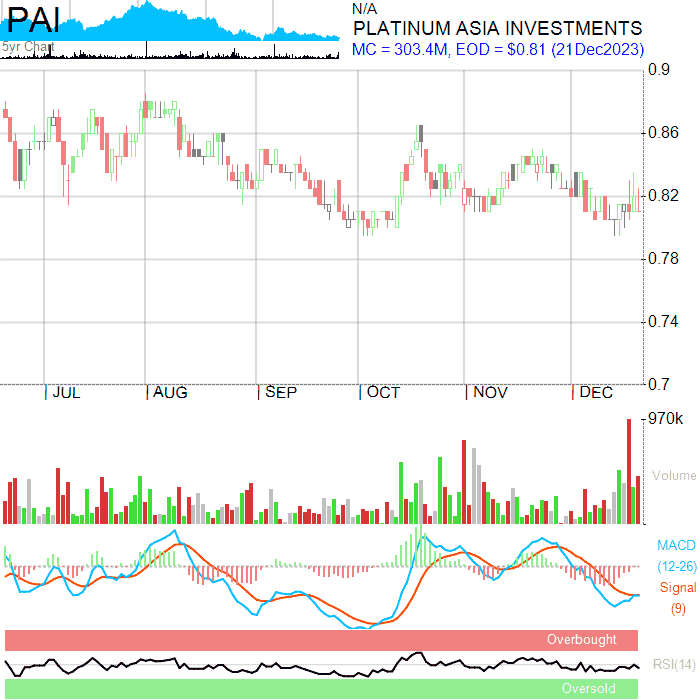 PAI
5yr Chart
N/A
PLATINUM ASIA INVESTMENTS
MC = 303.4M, EOD = $0.81 (21Dec2023)
0.9
0.86
0.82
0.78
0.74
0.7
JUL AUG SEP OCT NOV DEC
970k
Volume
MACD
(12-26)
Signal
(9)
Overbought
RSI(14)
Oversold